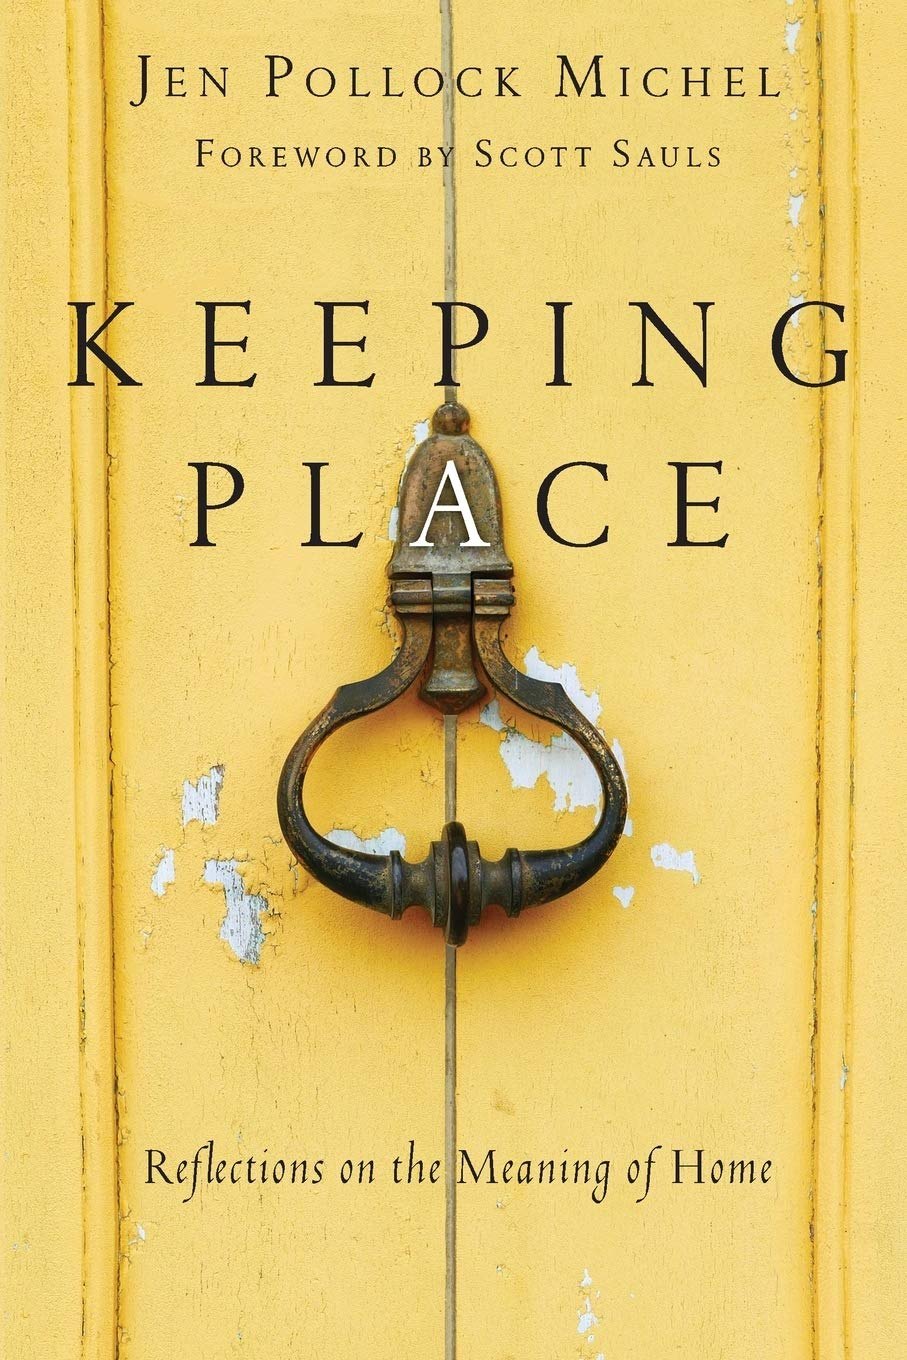 JEN POLLOCK MICHEL
FOREWORD BY SCOTT SAULS
KEEPING
PLACE
Reflections on the Meaning of Home